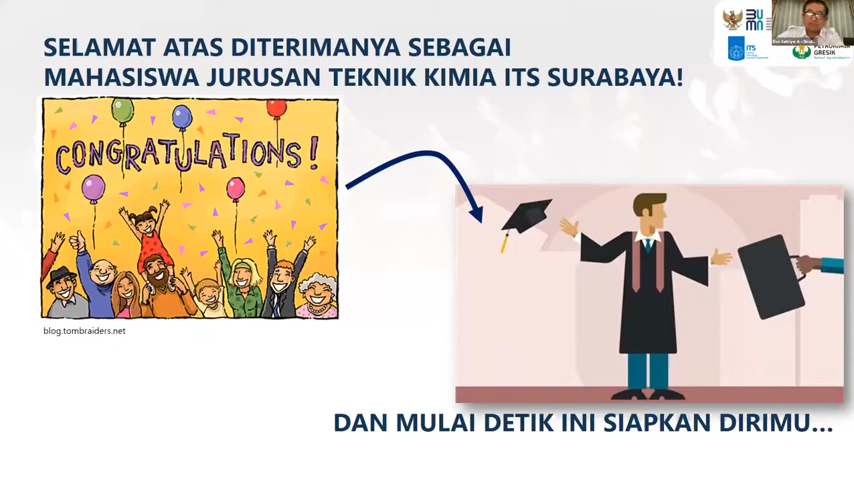 SELAMAT ATAS DITERIMANYA SEBAGAI
MAHASISWA JURUSAN TEKNIK KIMIA ITS SURABAYA!
BUMN
ITS
GRESIK
CONGRATULATIONS!
blog.tombraiders.net
DAN MULAI DETIK INI SIAPKAN DIRIMU...